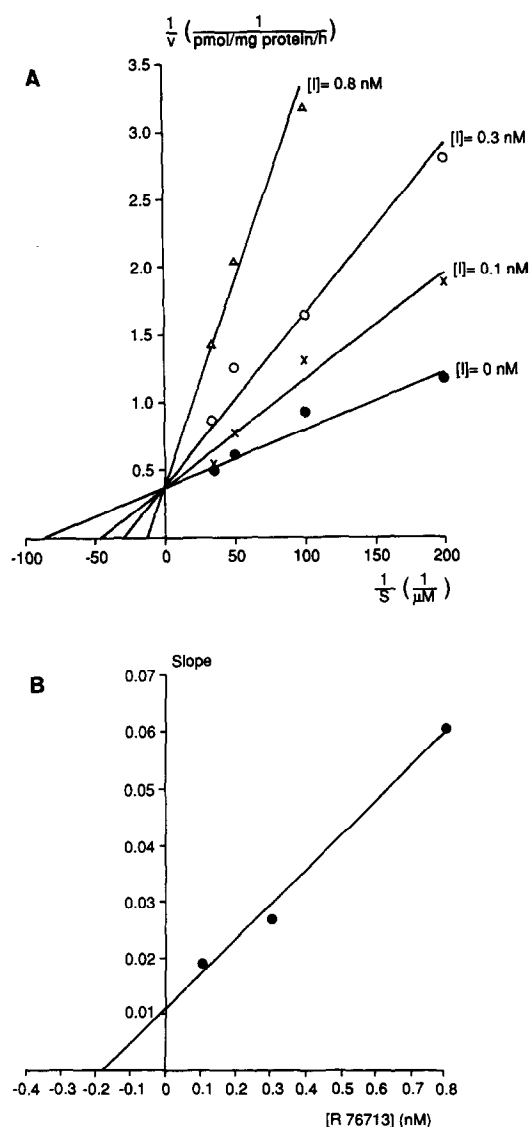 1/v ( 1/pmol/mg protein/h )
A
3.5
[I]= 0.8 nM
3.0
[I]= 0.3 nM
2.5
2.0
[I]= 0.1 nM
1.5
1.0
[I]= 0 nM
0.5
-100 -50 0 50 100 150 200
1/S ( 1/μM )
Slope
B
0.07
0.06
0.05
0.04
0.03
0.02
0.01
-0.4 -0.3 -0.2 -0.1 0 0.1 0.2 0.3 0.4 0.5 0.6 0.7 0.8
[R 76713] (nM)